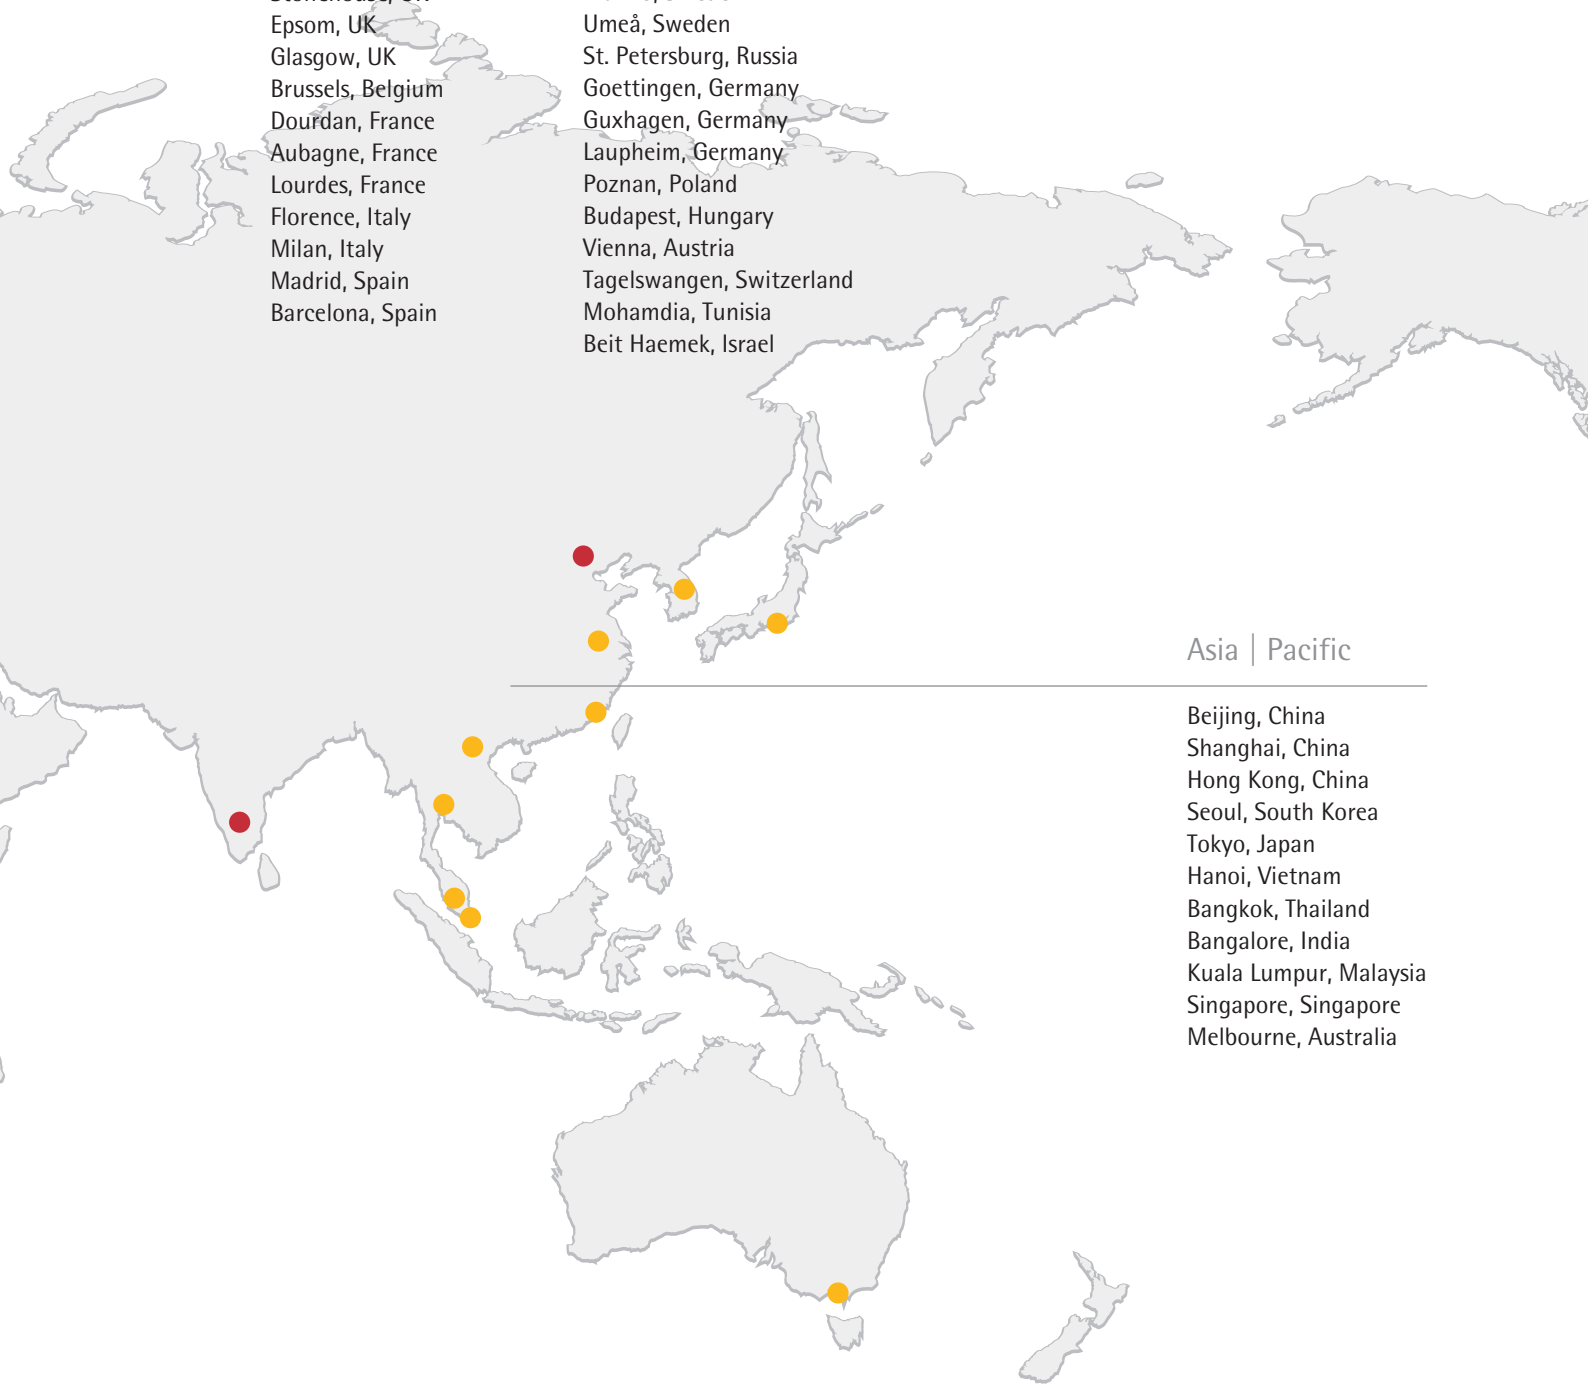 Epsom, UK
Glasgow, UK
Brussels, Belgium
Dourdan, France
Aubagne, France
Lourdes, France
Florence, Italy
Milan, Italy
Madrid, Spain
Barcelona, Spain
Umeå, Sweden
St. Petersburg, Russia
Goettingen, Germany
Guxhagen, Germany
Laupheim, Germany
Poznan, Poland
Budapest, Hungary
Vienna, Austria
Tagelswangen, Switzerland
Mohamdia, Tunisia
Beit Haemek, Israel
Asia | Pacific
Beijing, China
Shanghai, China
Hong Kong, China
Seoul, South Korea
Tokyo, Japan
Hanoi, Vietnam
Bangkok, Thailand
Bangalore, India
Kuala Lumpur, Malaysia
Singapore, Singapore
Melbourne, Australia